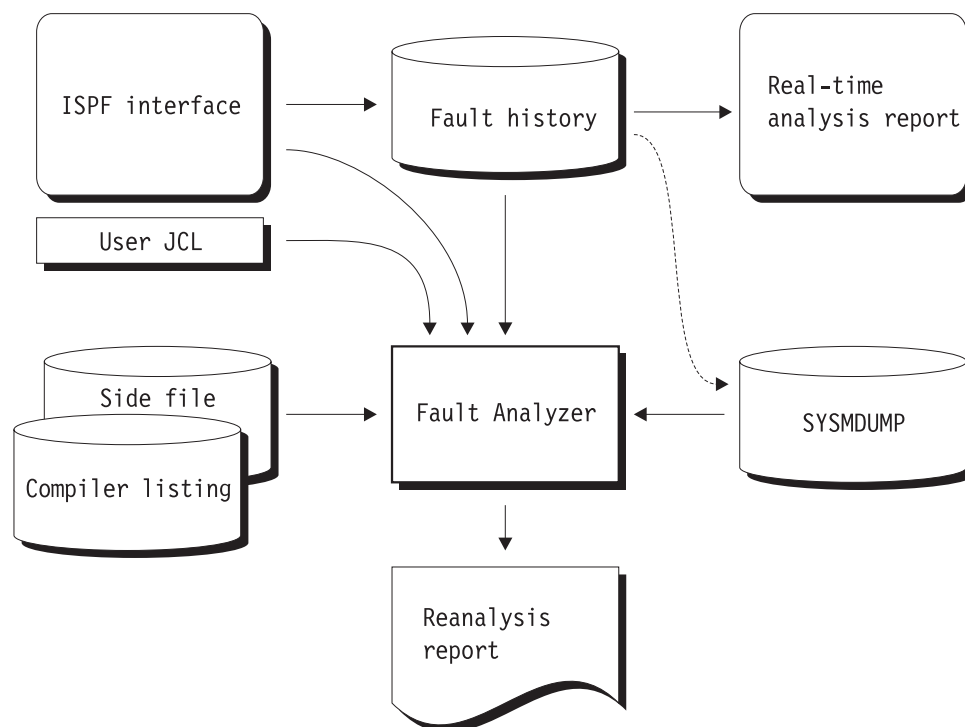 ISPF interface
Fault history
Real-time
analysis report
User JCL
Side file
Compiler listing
Fault Analyzer
SYSMDUMP
Reanalysis
report